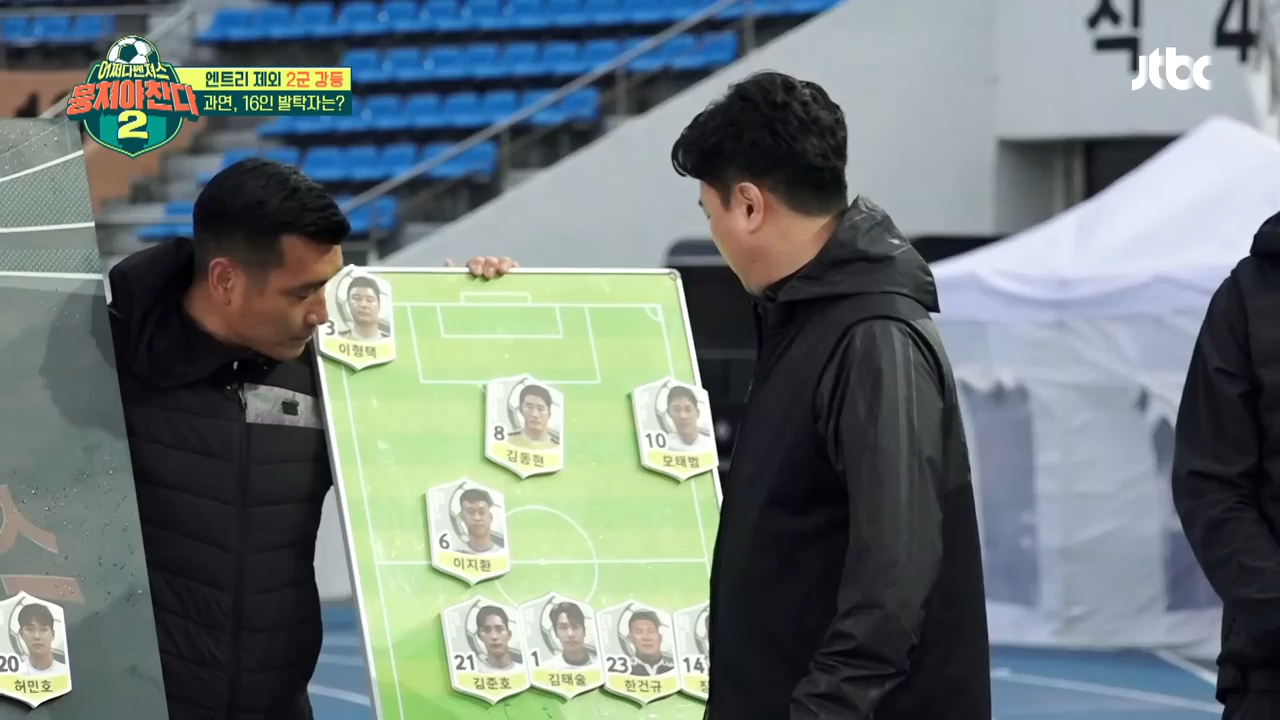 어쩌다벤져스
뭉쳐야찬다
2
엔트리 제외 2군 강등
과연, 16인 발탁자는?
jtbc
식 4
3
이형택
8
김동현
10
모태범
6
이지환
21
김준호
1
김태술
23
한건규
14
20
허민호